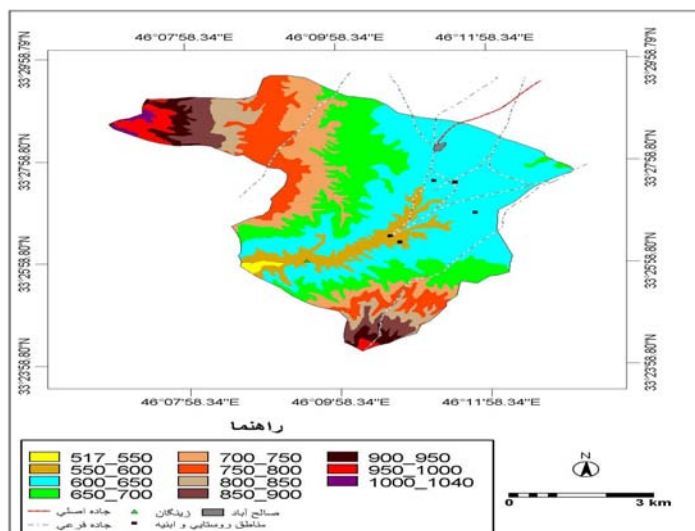 46°07'58.34"E 46°09'58.34"E 46°11'58.34"E
33°29'58.79"N 33°29'58.79"N
33°27'58.80"N 33°27'58.80"N
33°25'58.80"N 33°25'58.80"N
33°23'58.80"N 33°23'58.80"N
46°07'58.34"E 46°09'58.34"E 46°11'58.34"E
راهنما
517_550 700_750 900_950
550_600 750_800 950_1000
600_650 800_850 1000_1040
650_700 850_900
جاده اصلي زینگان صالح آباد
جاده فرعي مناطق روستايي و ابنيه
N
0 3 km